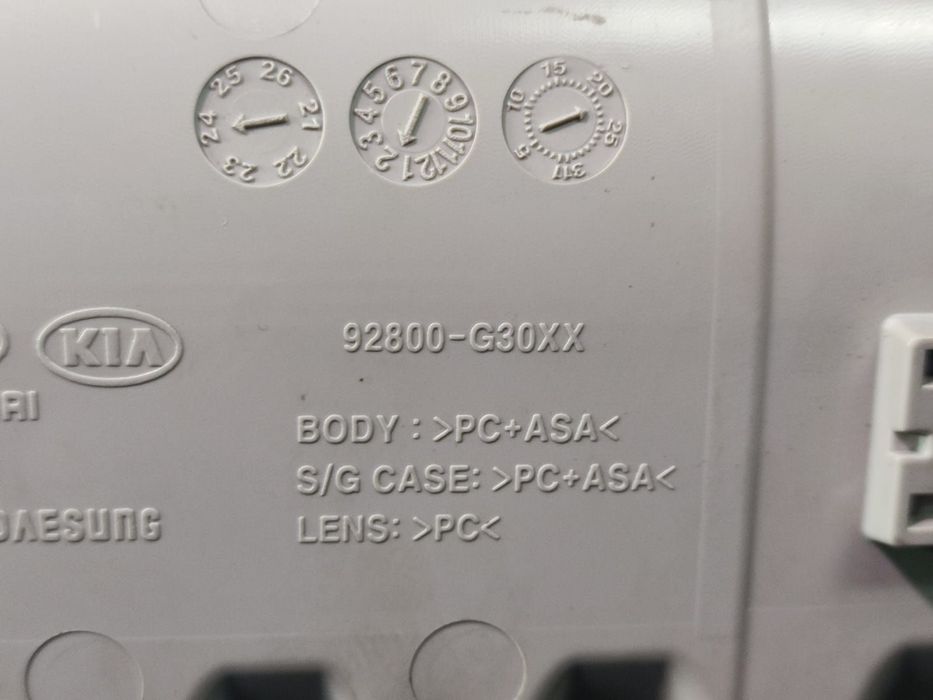 25 26 21 22 23 24
1 2 3 4 5 6 7 8 9 10 11 12
5 10 15 20 25 317
KIA
92800-G30XX
BODY : >PC+ASA<
S/G CASE: >PC+ASA<
DAESUNG
LENS: >PC<